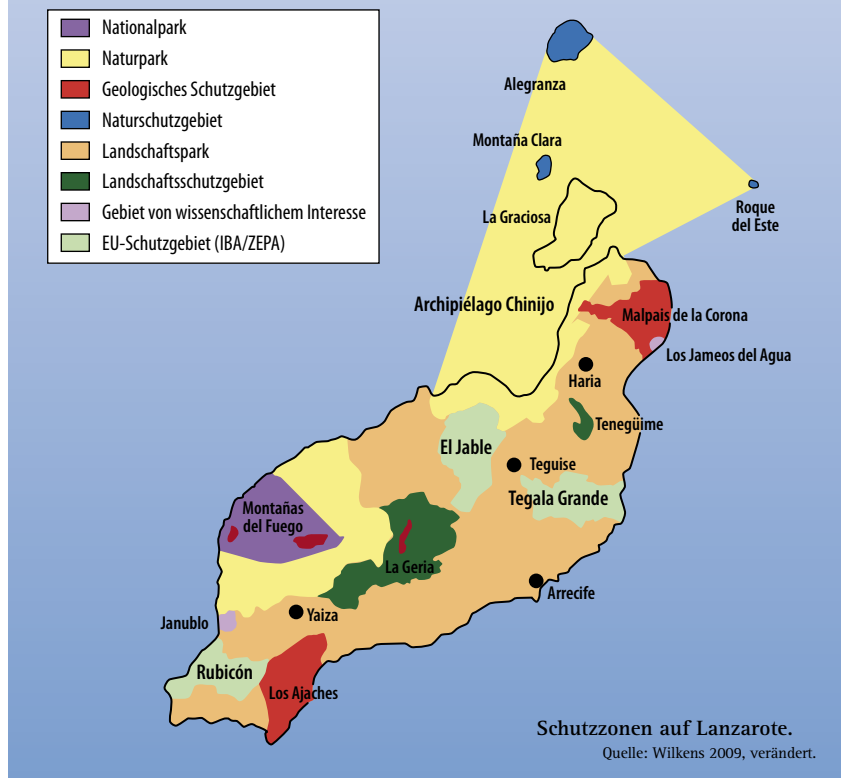 Nationalpark
Naturpark
Geologisches Schutzgebiet
Naturschutzgebiet
Landschaftspark
Landschaftsschutzgebiet
Gebiet von wissenschaftlichem Interesse
EU-Schutzgebiet (IBA/ZEPA)
Alegranza
Montaña Clara
La Graciosa
Roque
del Este
Archipiélago Chinijo
Malpais de la Corona
Los Jameos del Agua
Haria
Tenegüime
El Jable
Teguise
Tegala Grande
Montañas
del Fuego
La Geria
Arrecife
Yaiza
Janublo
Rubicón
Los Ajaches
Schutzzonen auf Lanzarote.
Quelle: Wilkens 2009, verändert.